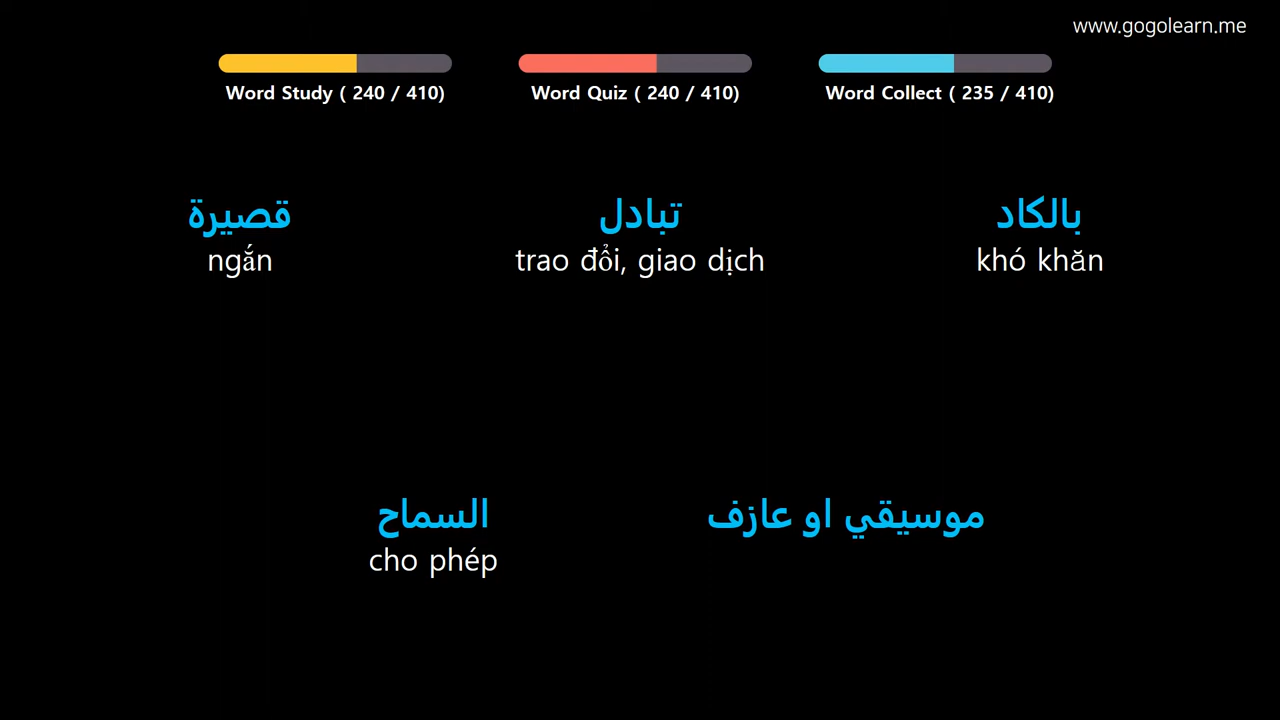 www.gogolearn.me
Word Study ( 240 / 410)
Word Quiz ( 240 / 410)
Word Collect ( 235 / 410)
قصيرة
ngắn
تبادل
trao đổi, giao dịch
بالكاد
khó khăn
السماح
cho phép
موسيقي او عازف